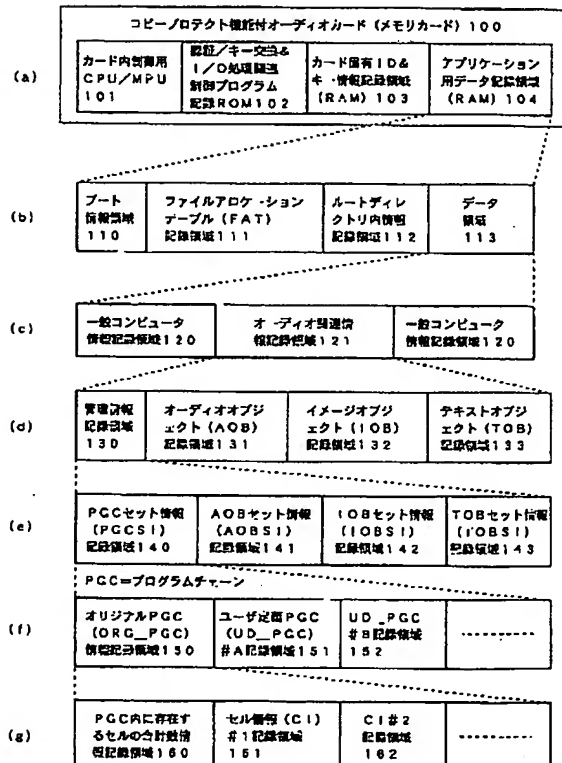 コピープロテクト機能付オーディオカード(メモリカード)100
(a)
カード内制御用
CPU/MPU
101
認証/キー交換&
I/O処理関連
制御プログラム
記録ROM102
カード固有ID&
キー情報記録領域
(RAM)103
アプリケーション
用データ記録領域
(RAM)104
(b)
ブート
情報領域
110
ファイルアロケーション
テーブル(FAT)
記録領域111
ルートディレ
クトリ内情報
記録領域112
データ
領域
113
(c)
一般コンピュータ
情報記録領域120
オーディオ関連情
報記録領域121
一般コンピュータ
情報記録領域120
(d)
管理情報
記録領域
130
オーディオオブジ
ェクト(AOB)
記録領域131
イメージオブジ
ェクト(IOB)
記録領域132
テキストオブジ
ェクト(TOB)
記録領域133
(e)
PGCセット情報
(PGCSI)
記録領域140
AOBセット情報
(AOBSI)
記録領域141
IOBセット情報
(IOBSI)
記録領域142
TOBセット情報
(TOBSI)
記録領域143
PGC=プログラムチェーン
(f)
オリジナルPGC
(ORG_PGC)
情報記録領域150
ユーザ定義PGC
(UD_PGC)
#A記録領域151
UD_PGC
#B記録領域
152
(g)
PGC内に存在す
るセルの合計数情
報記録領域160
セル情報(CI)
#1記録領域
161
CI#2
記録領域
162